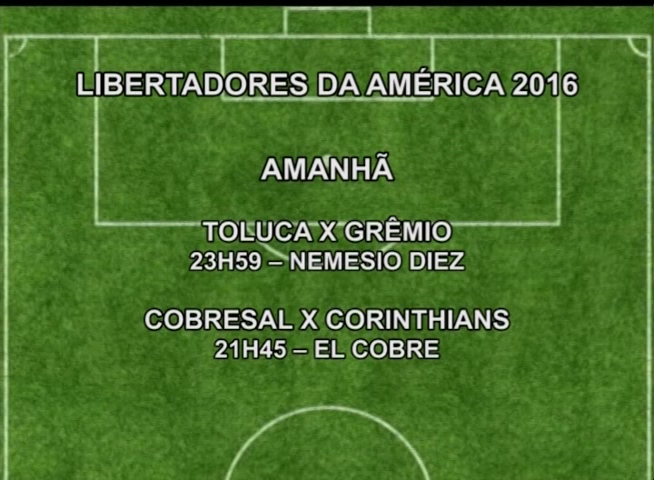 LIBERTADORES DA AMÉRICA 2016
AMANHÃ
TOLUCA X GRÊMIO
23H59 – NEMESIO DIEZ
COBRESAL X CORINTHIANS
21H45 – EL COBRE